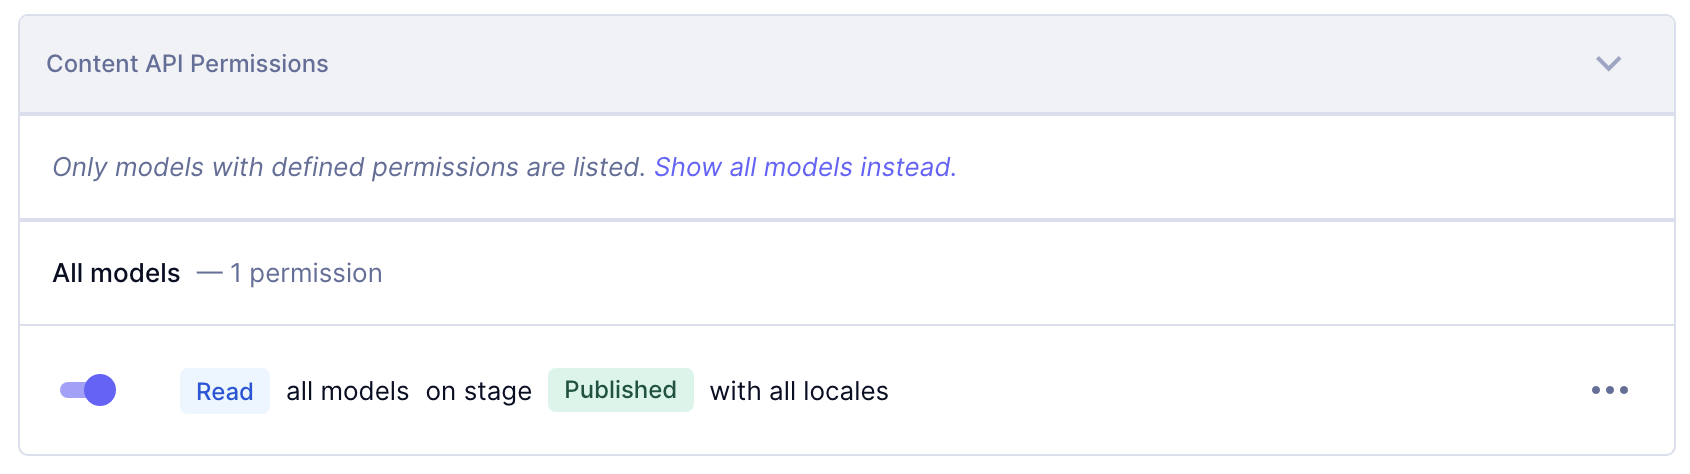 Content API Permissions
Only models with defined permissions are listed. Show all models instead.
All models — 1 permission
Read all models on stage Published with all locales